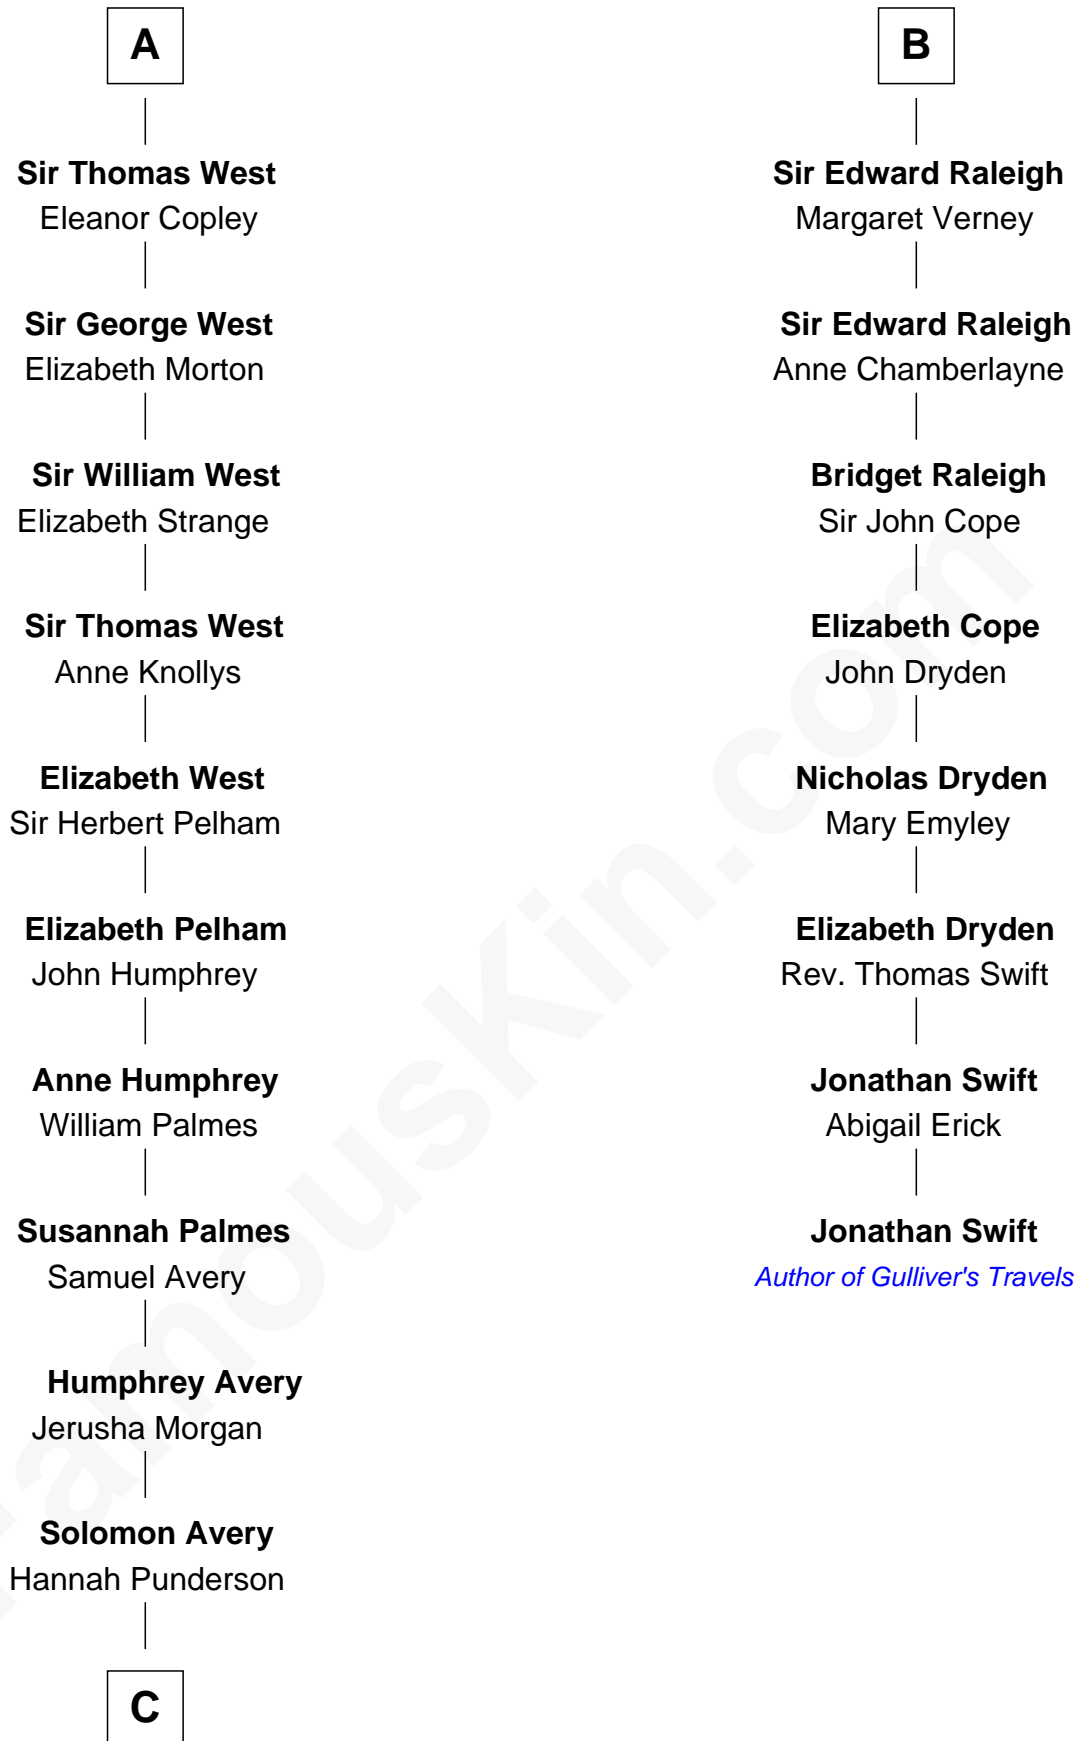 A
Sir Thomas West
Eleanor Copley
Sir George West
Elizabeth Morton
Sir William West
Elizabeth Strange
Sir Thomas West
Anne Knollys
Elizabeth West
Sir Herbert Pelham
Elizabeth Pelham
John Humphrey
Anne Humphrey
William Palmes
Susannah Palmes
Samuel Avery
Humphrey Avery
Jerusha Morgan
Solomon Avery
Hannah Punderson
C
B
Sir Edward Raleigh
Margaret Verney
Sir Edward Raleigh
Anne Chamberlayne
Bridget Raleigh
Sir John Cope
Elizabeth Cope
John Dryden
Nicholas Dryden
Mary Emyley
Elizabeth Dryden
Rev. Thomas Swift
Jonathan Swift
Abigail Erick
Jonathan Swift
Author of Gulliver's Travels
FamousKin.com